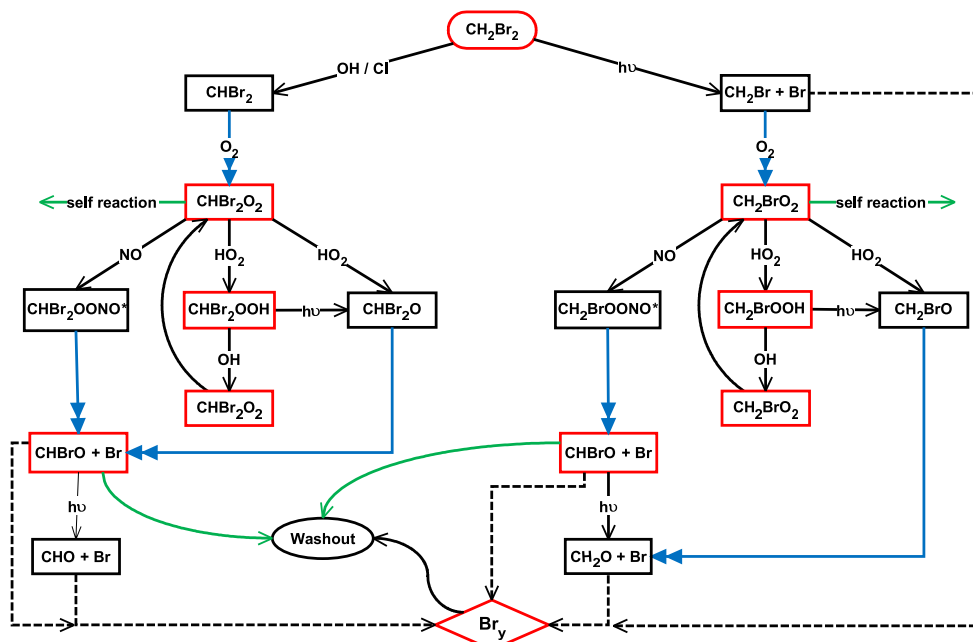 CH₂Br₂
OH / Cl
hυ
CHBr₂
CH₂Br + Br
O₂
O₂
self reaction
CHBr₂O₂
CH₂BrO₂
self reaction
NO
HO₂
HO₂
NO
HO₂
HO₂
CHBr₂OONO*
CHBr₂OOH
hυ
CHBr₂O
CH₂BrOONO*
CH₂BrOOH
hυ
CH₂BrO
OH
OH
CHBr₂O₂
CH₂BrO₂
CHBrO + Br
CHBrO + Br
hυ
hυ
Washout
CHO + Br
CH₂O + Br
Br_y